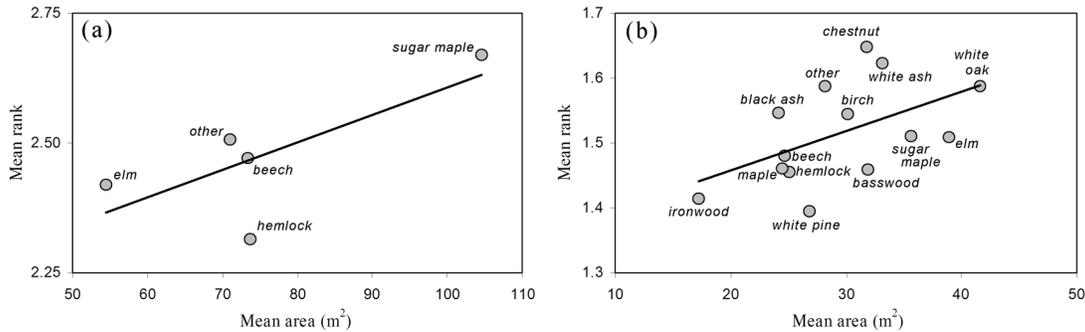 2.75
(a)
sugar maple
Mean rank
2.50
other
beech
elm
hemlock
2.25
50 60 70 80 90 100 110
Mean area (m²)
1.7
(b)
chestnut
white
oak
white ash
1.6
other
black ash
birch
Mean rank
1.5
beech
sugar
maple
elm
maple
hemlock
basswood
1.4
ironwood
white pine
1.3
10 20 30 40 50
Mean area (m²)